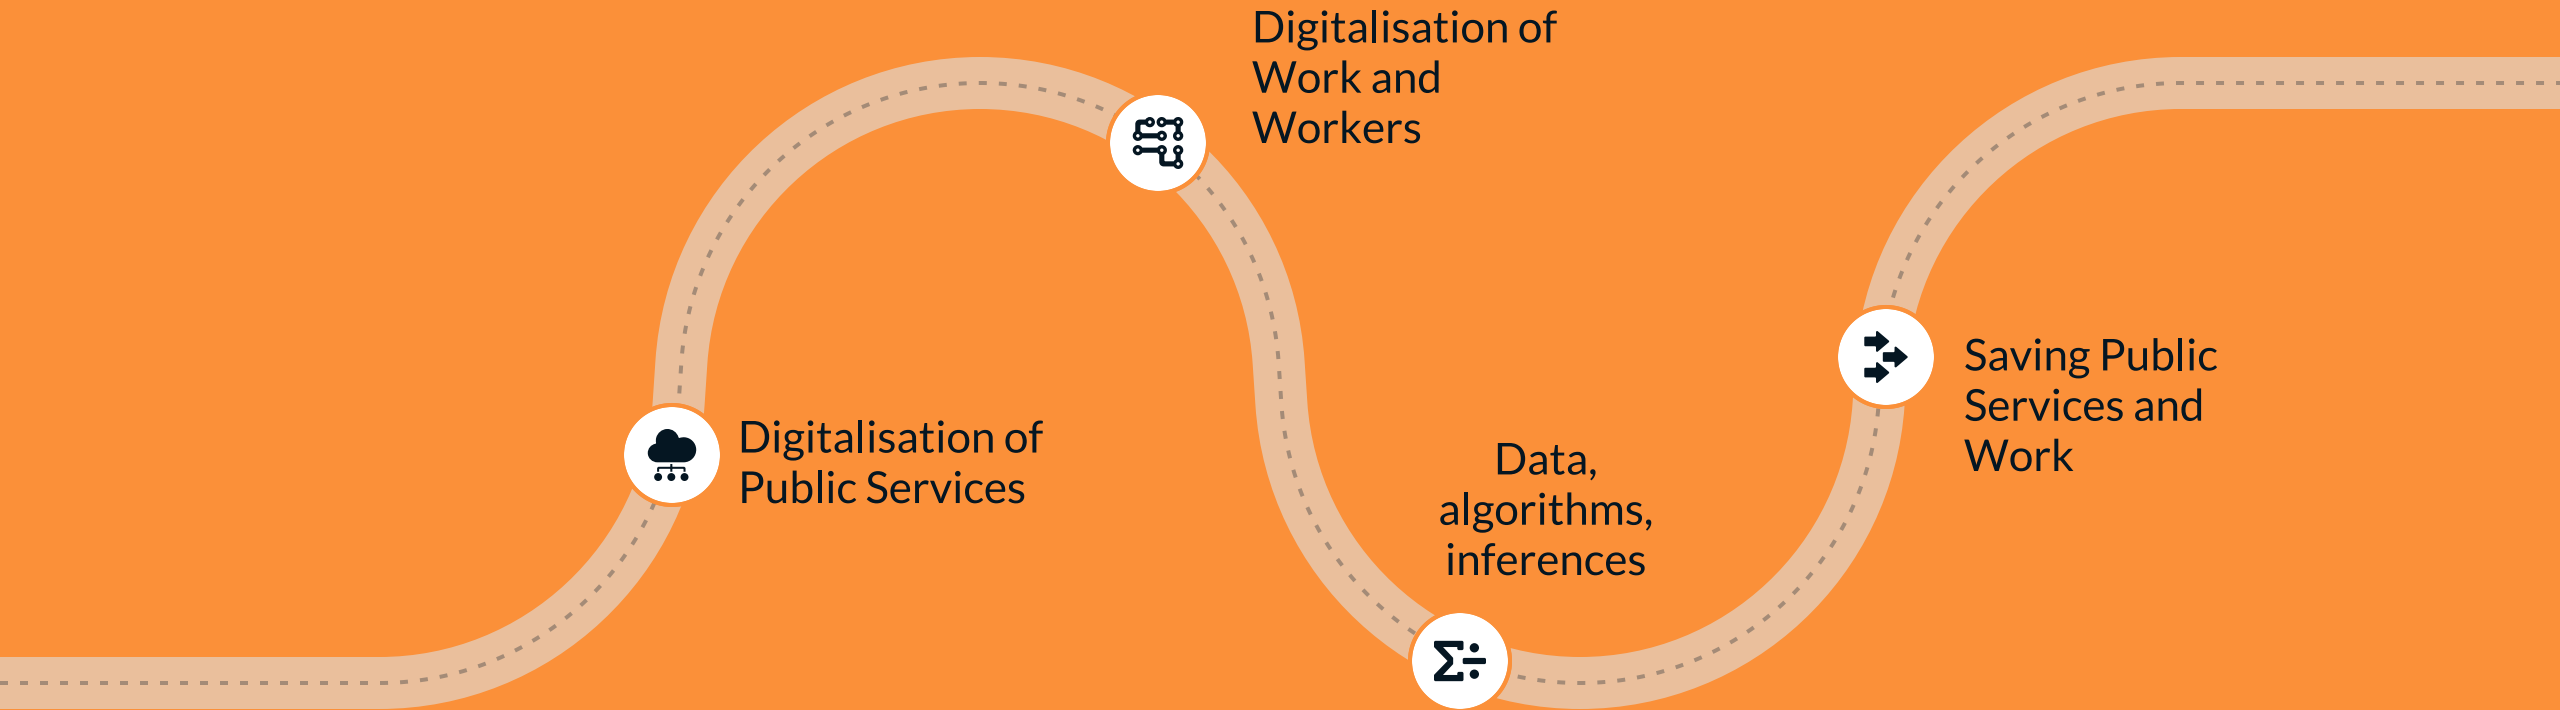 Digitalisation of
Public Services
Digitalisation of
Work and
Workers
Data,
algorithms,
inferences
Saving Public
Services and
Work